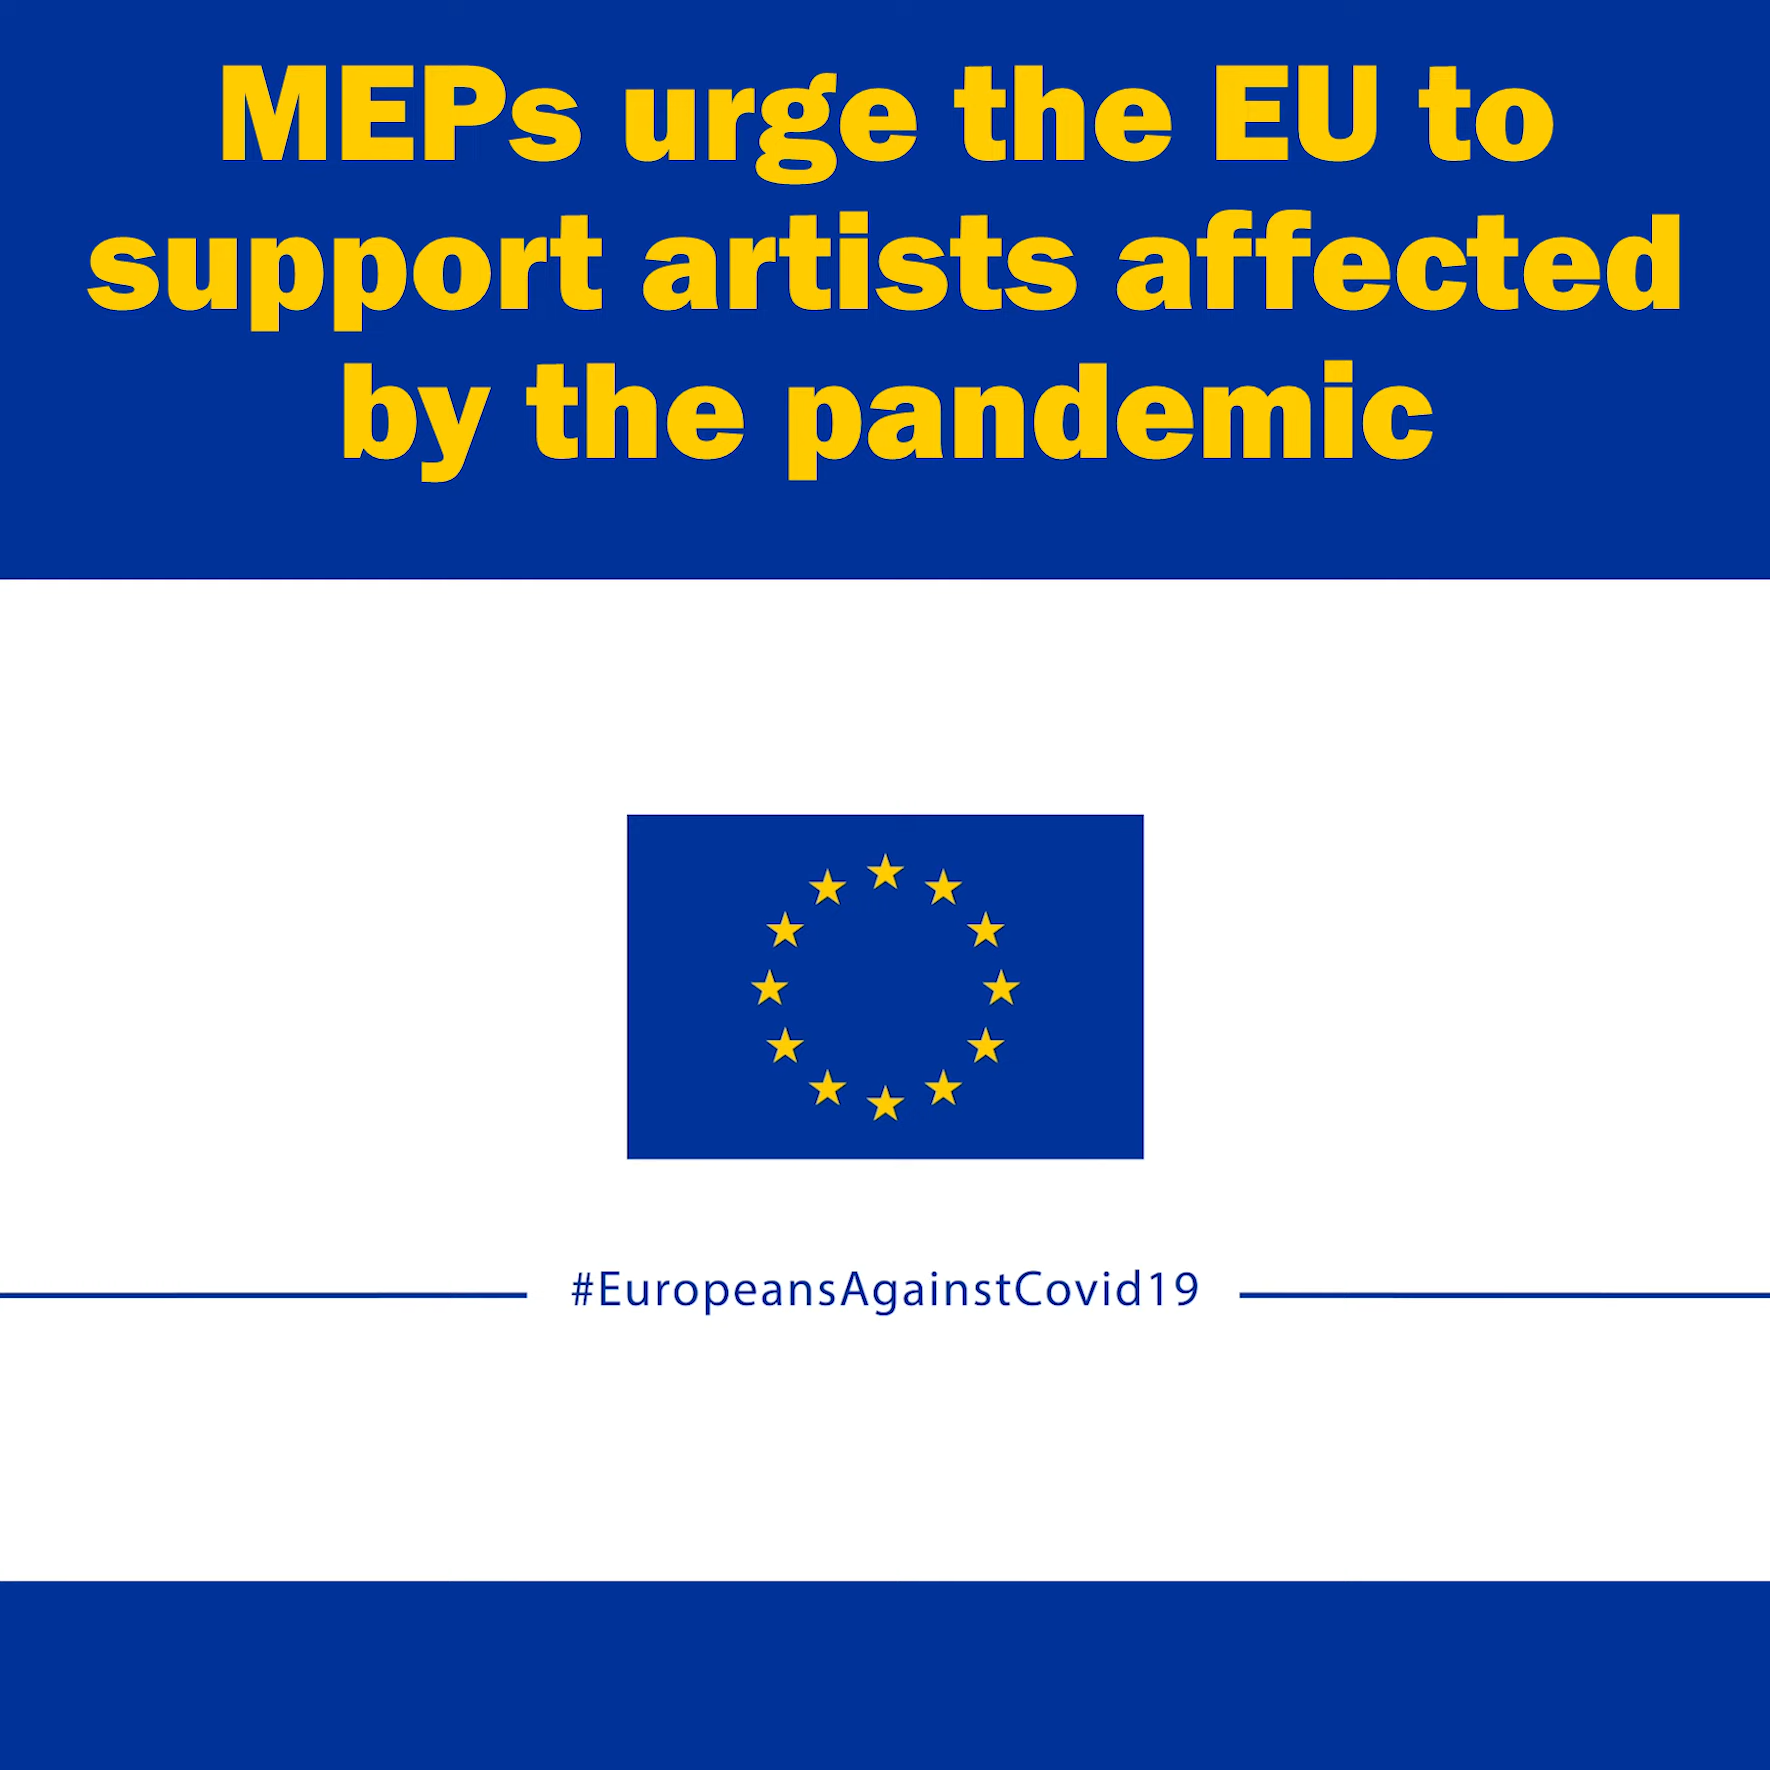 MEPs urge the EU to
support artists affected
by the pandemic
#EuropeansAgainstCovid19